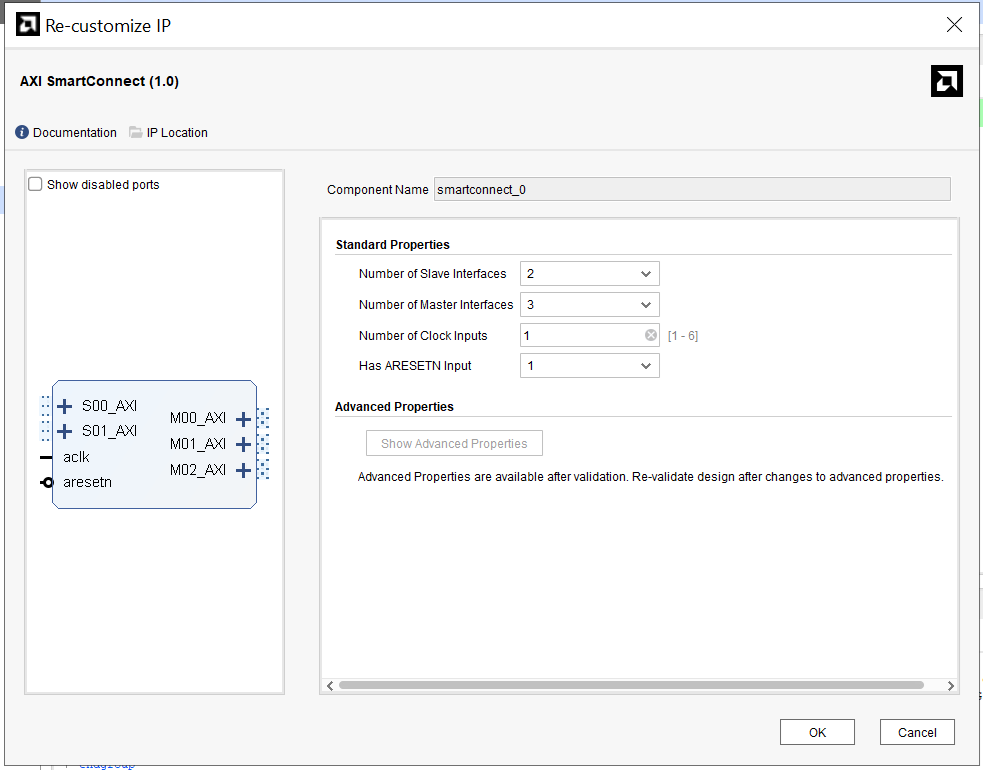 Re-customize IP
AXI SmartConnect (1.0)
Documentation IP Location
Show disabled ports
Component Name smartconnect_0
Standard Properties
Number of Slave Interfaces 2
Number of Master Interfaces 3
Number of Clock Inputs 1 [1 - 6]
Has ARESETN Input 1
Advanced Properties
Show Advanced Properties
Advanced Properties are available after validation. Re-validate design after changes to advanced properties.
S00_AXI
S01_AXI
aclk
aresetn
M00_AXI
M01_AXI
M02_AXI
OK Cancel
endgroup